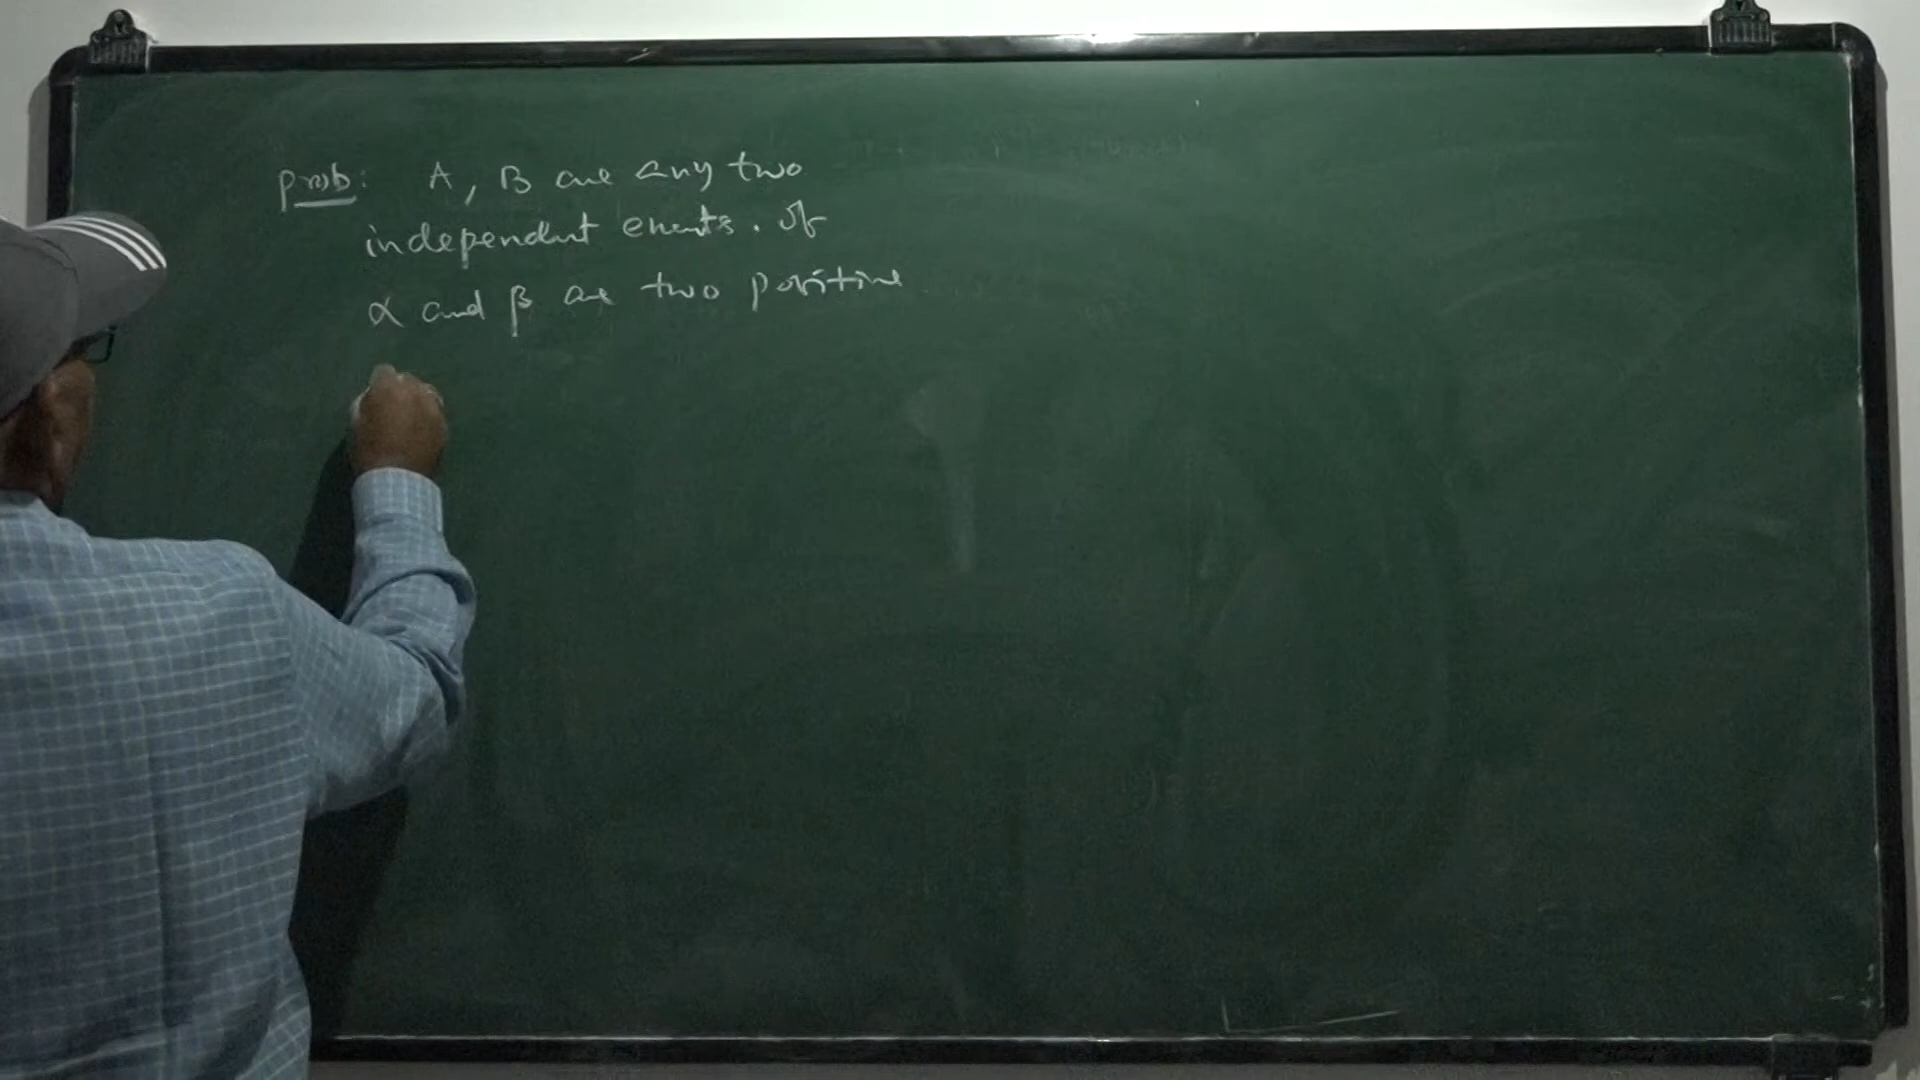 Prob: A, B are any two
independent events. If
α and β are two positive